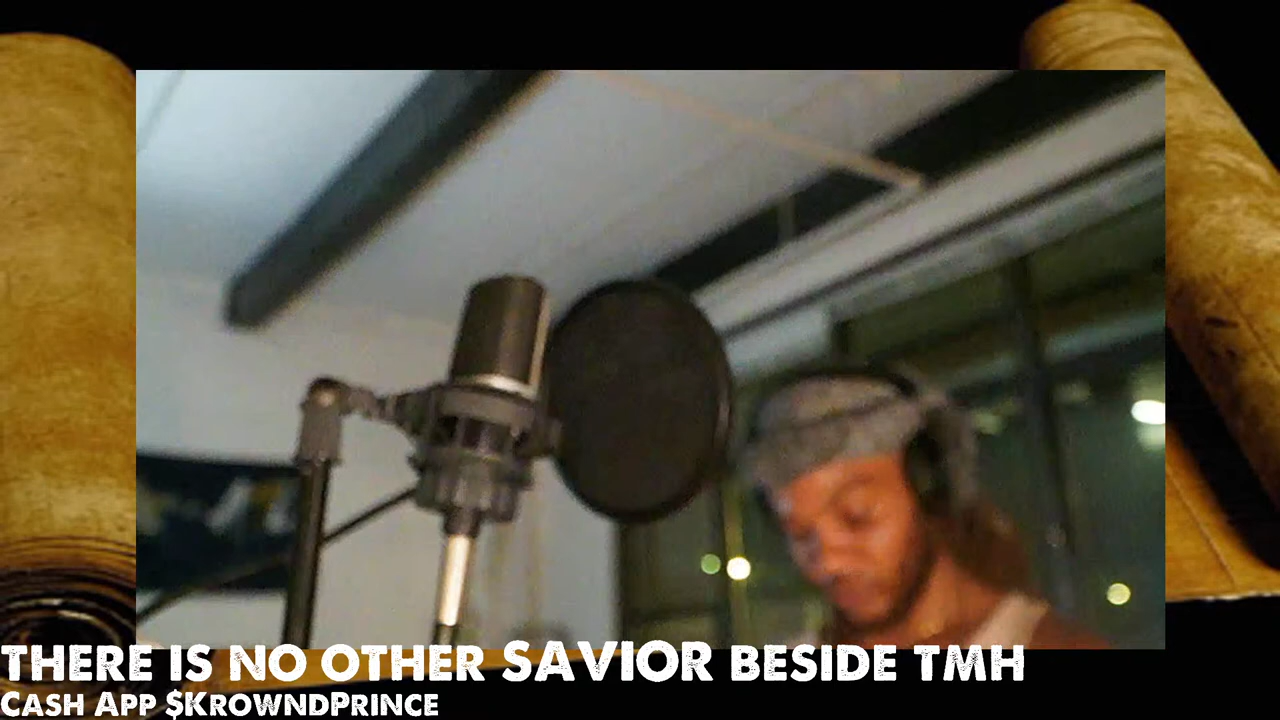 THERE IS NO OTHER SAVIOR BESIDE TMH
CASH APP $KROWNDPRINCE